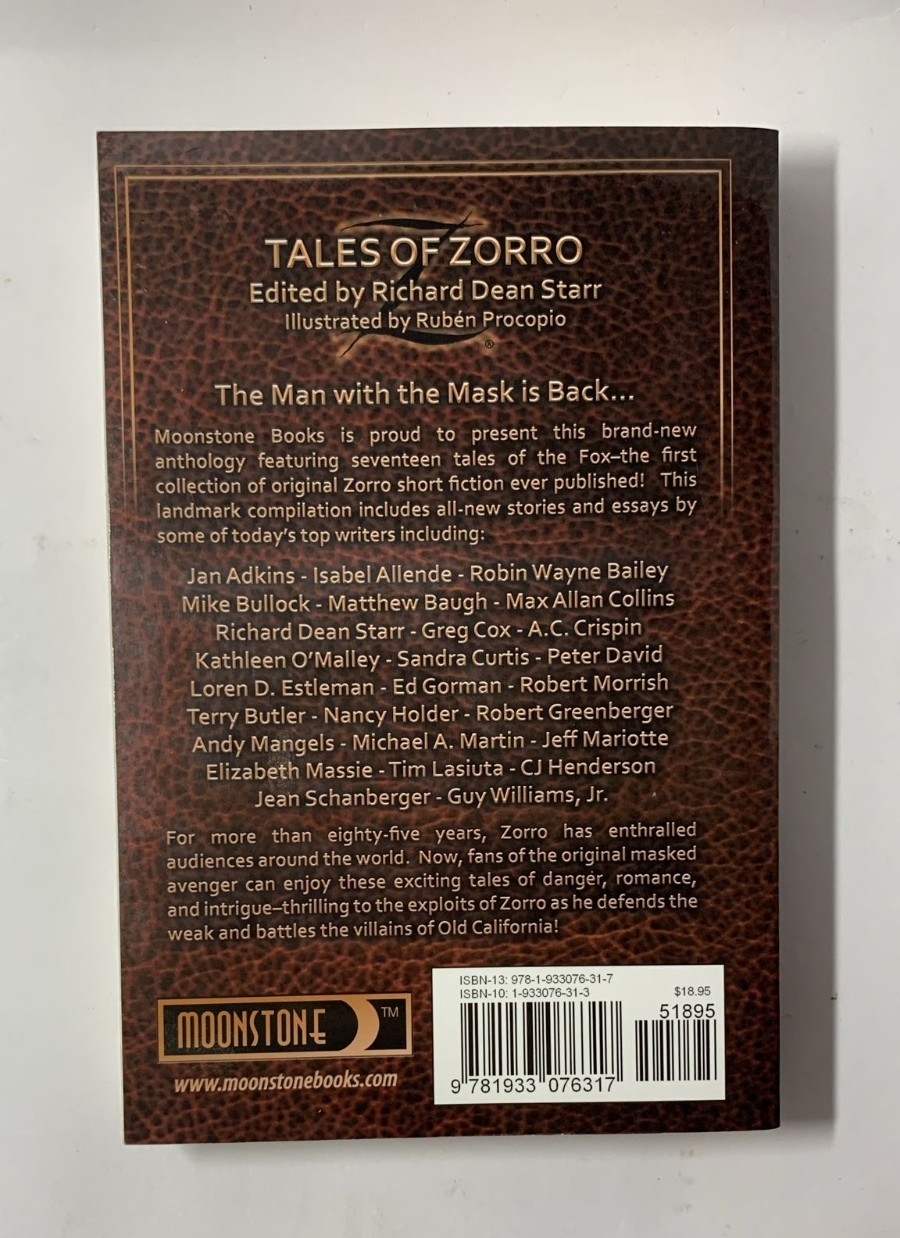 Z
TALES OF ZORRO
Edited by Richard Dean Starr
Illustrated by Rubén Procopio
®
The Man with the Mask is Back...
Moonstone Books is proud to present this brand-new
anthology featuring seventeen tales of the Fox–the first
collection of original Zorro short fiction ever published! This
landmark compilation includes all-new stories and essays by
some of today's top writers including:
Jan Adkins - Isabel Allende - Robin Wayne Bailey
Mike Bullock - Matthew Baugh - Max Allan Collins
Richard Dean Starr - Greg Cox - A.C. Crispin
Kathleen O'Malley - Sandra Curtis - Peter David
Loren D. Estleman - Ed Gorman - Robert Morrish
Terry Butler - Nancy Holder - Robert Greenberger
Andy Mangels - Michael A. Martin - Jeff Mariotte
Elizabeth Massie - Tim Lasiuta - CJ Henderson
Jean Schanberger - Guy Williams, Jr.
For more than eighty-five years, Zorro has enthralled
audiences around the world. Now, fans of the original masked
avenger can enjoy these exciting tales of danger, romance,
and intrigue–thrilling to the exploits of Zorro as he defends the
weak and battles the villains of Old California!
MOONSTONE TM
www.moonstonebooks.com
ISBN-13: 978-1-933076-31-7
ISBN-10: 1-933076-31-3
$18.95
51895
9 781933 076317